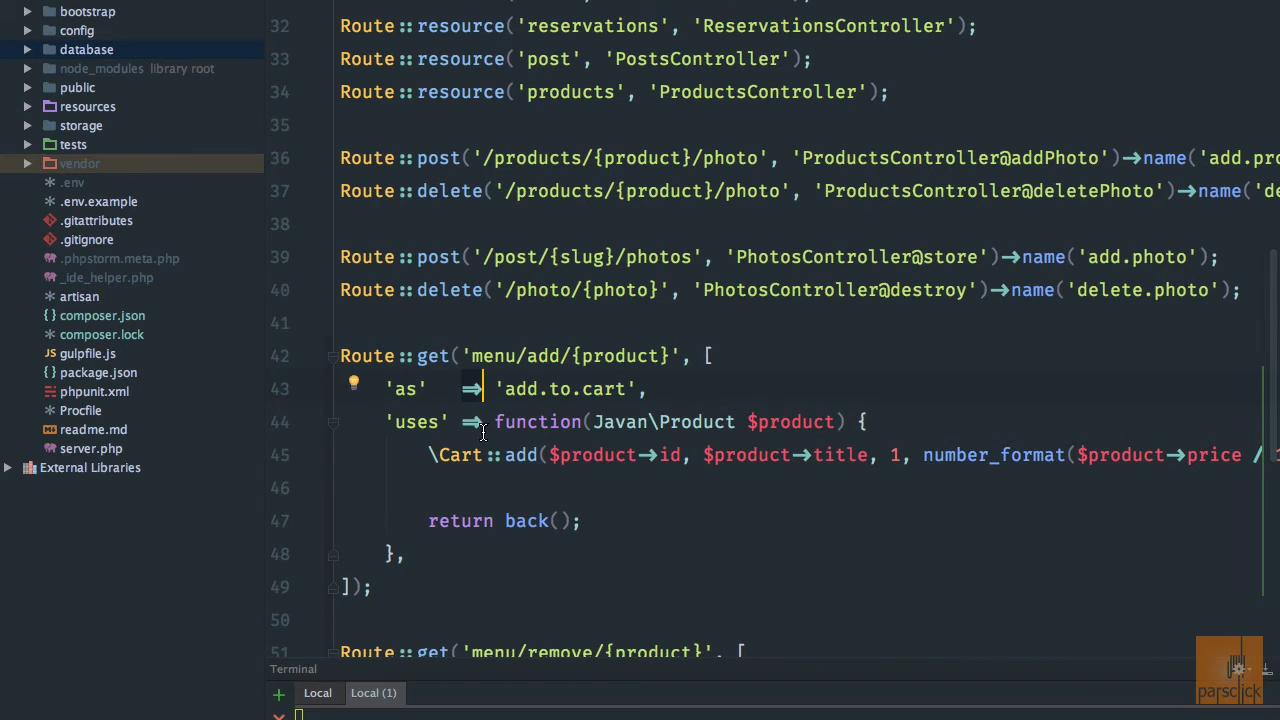 bootstrap
config
database
node_modules library root
public
resources
storage
tests
vendor
.env
.env.example
.gitattributes
.gitignore
.phpstorm.meta.php
_ide_helper.php
artisan
composer.json
composer.lock
gulpfile.js
package.json
phpunit.xml
Procfile
readme.md
server.php
External Libraries
32 Route::resource('reservations', 'ReservationsController');
33 Route::resource('post', 'PostsController');
34 Route::resource('products', 'ProductsController');
35
36 Route::post('/products/{product}/photo', 'ProductsController@addPhoto')->name('add.pro
37 Route::delete('/products/{product}/photo', 'ProductsController@deletePhoto')->name('de
38
39 Route::post('/post/{slug}/photos', 'PhotosController@store')->name('add.photo');
40 Route::delete('/photo/{photo}', 'PhotosController@destroy')->name('delete.photo');
41
42 Route::get('menu/add/{product}', [
43 'as' => 'add.to.cart',
44 'uses' => function(Javan\Product $product) {
45 \Cart::add($product->id, $product->title, 1, number_format($product->price /
46
47 return back();
48 },
49 ]);
50
51 Route::get('menu/remove/{product}', [
Terminal
Local Local (1)
parsclick